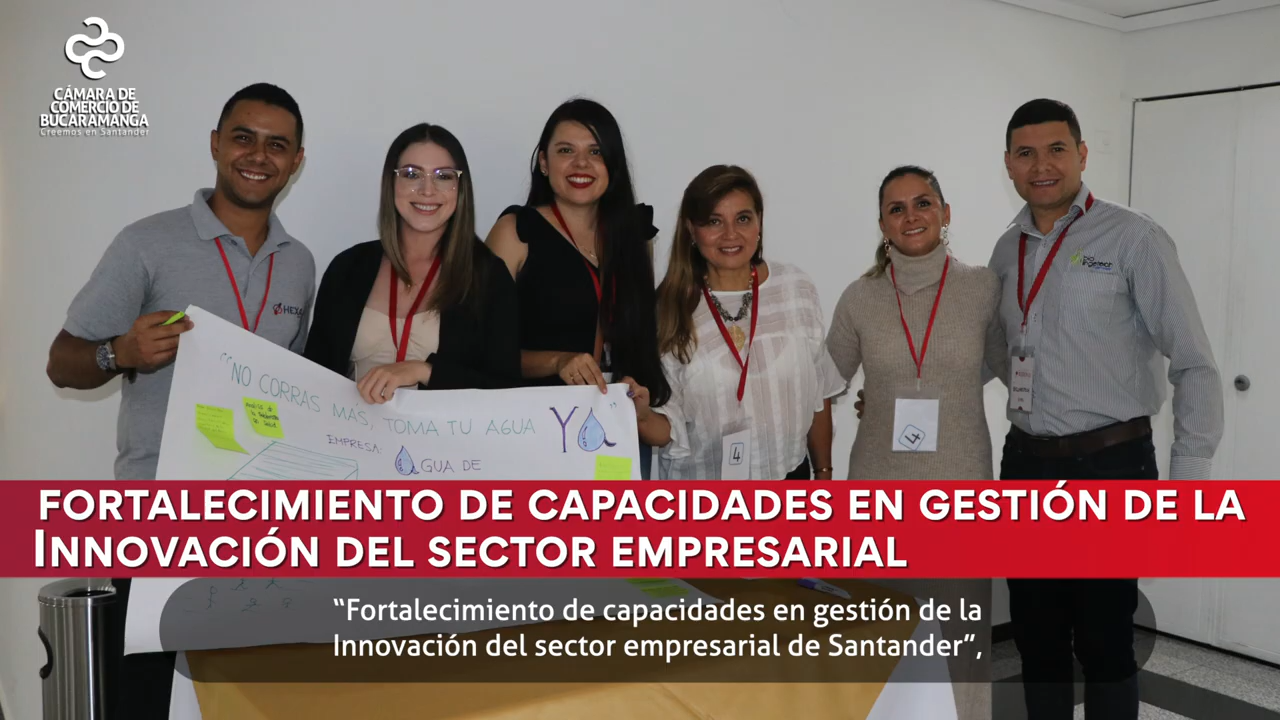 CÁMARA DE
COMERCIO DE
BUCARAMANGA
Creemos en Santander
HEXA
"NO CORRAS MAS, TOMA TU AGUA Ya"
EMPRESA:
aGUA DE
4
4
FORTALECIMIENTO DE CAPACIDADES EN GESTIÓN DE LA
INNOVACIÓN DEL SECTOR EMPRESARIAL
“Fortalecimiento de capacidades en gestión de la
Innovación del sector empresarial de Santander”,